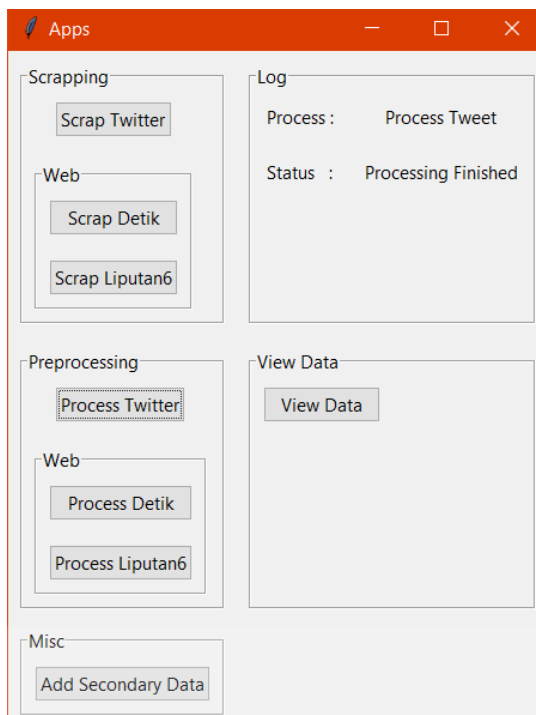 Apps
Scrapping
Scrap Twitter
Web
Scrap Detik
Scrap Liputan6
Log
Process : Process Tweet
Status : Processing Finished
Preprocessing
Process Twitter
Web
Process Detik
Process Liputan6
View Data
View Data
Misc
Add Secondary Data